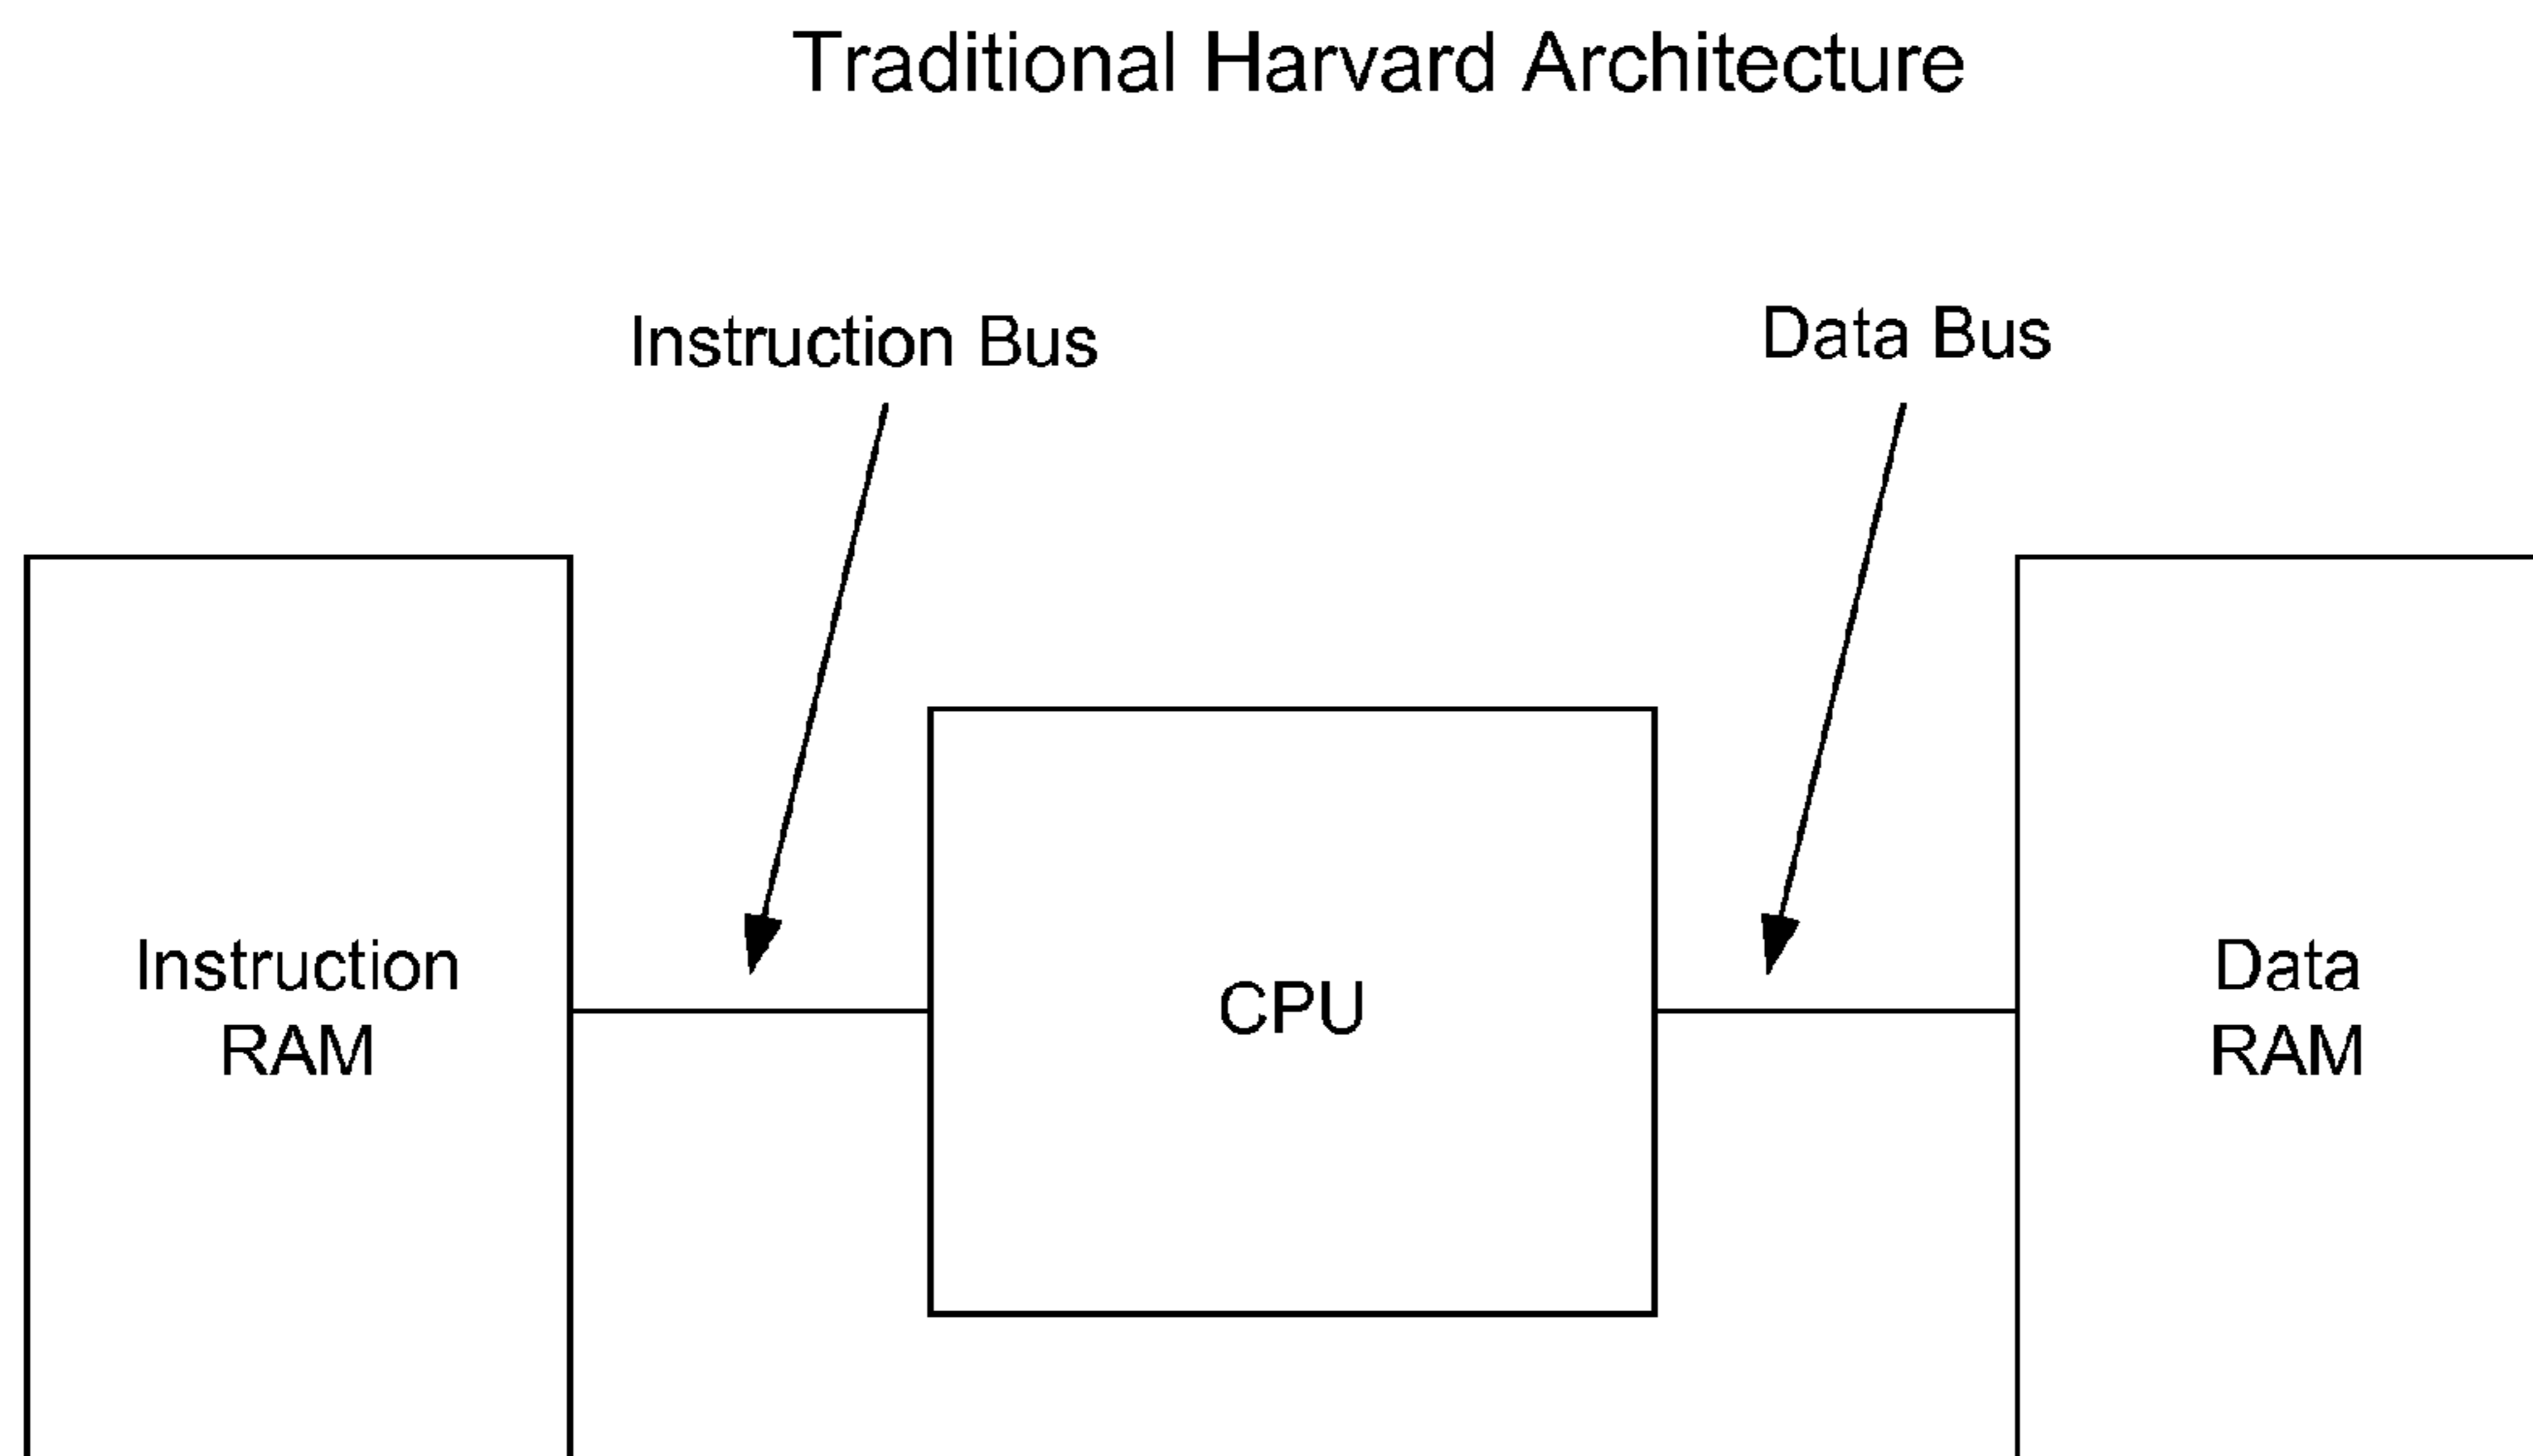 Traditional Harvard Architecture
Instruction Bus
Data Bus
Instruction
RAM
CPU
Data
RAM